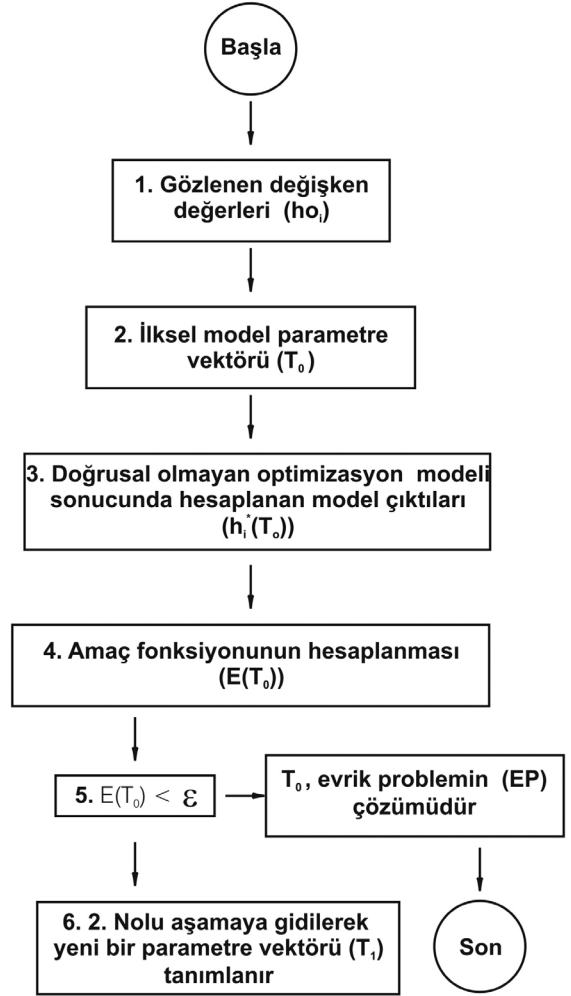 Başla
1. Gözlenen değişken
değerleri (hoᵢ)
2. İlksel model parametre
vektörü (T₀)
3. Doğrusal olmayan optimizasyon modeli
sonucunda hesaplanan model çıktıları
(hᵢ*(Tₒ))
4. Amaç fonksiyonunun hesaplanması
(E(T₀))
5. E(T₀) < ε
T₀, evrik problemin (EP)
çözümüdür
6. 2. Nolu aşamaya gidilerek
yeni bir parametre vektörü (T₁)
tanımlanır
Son